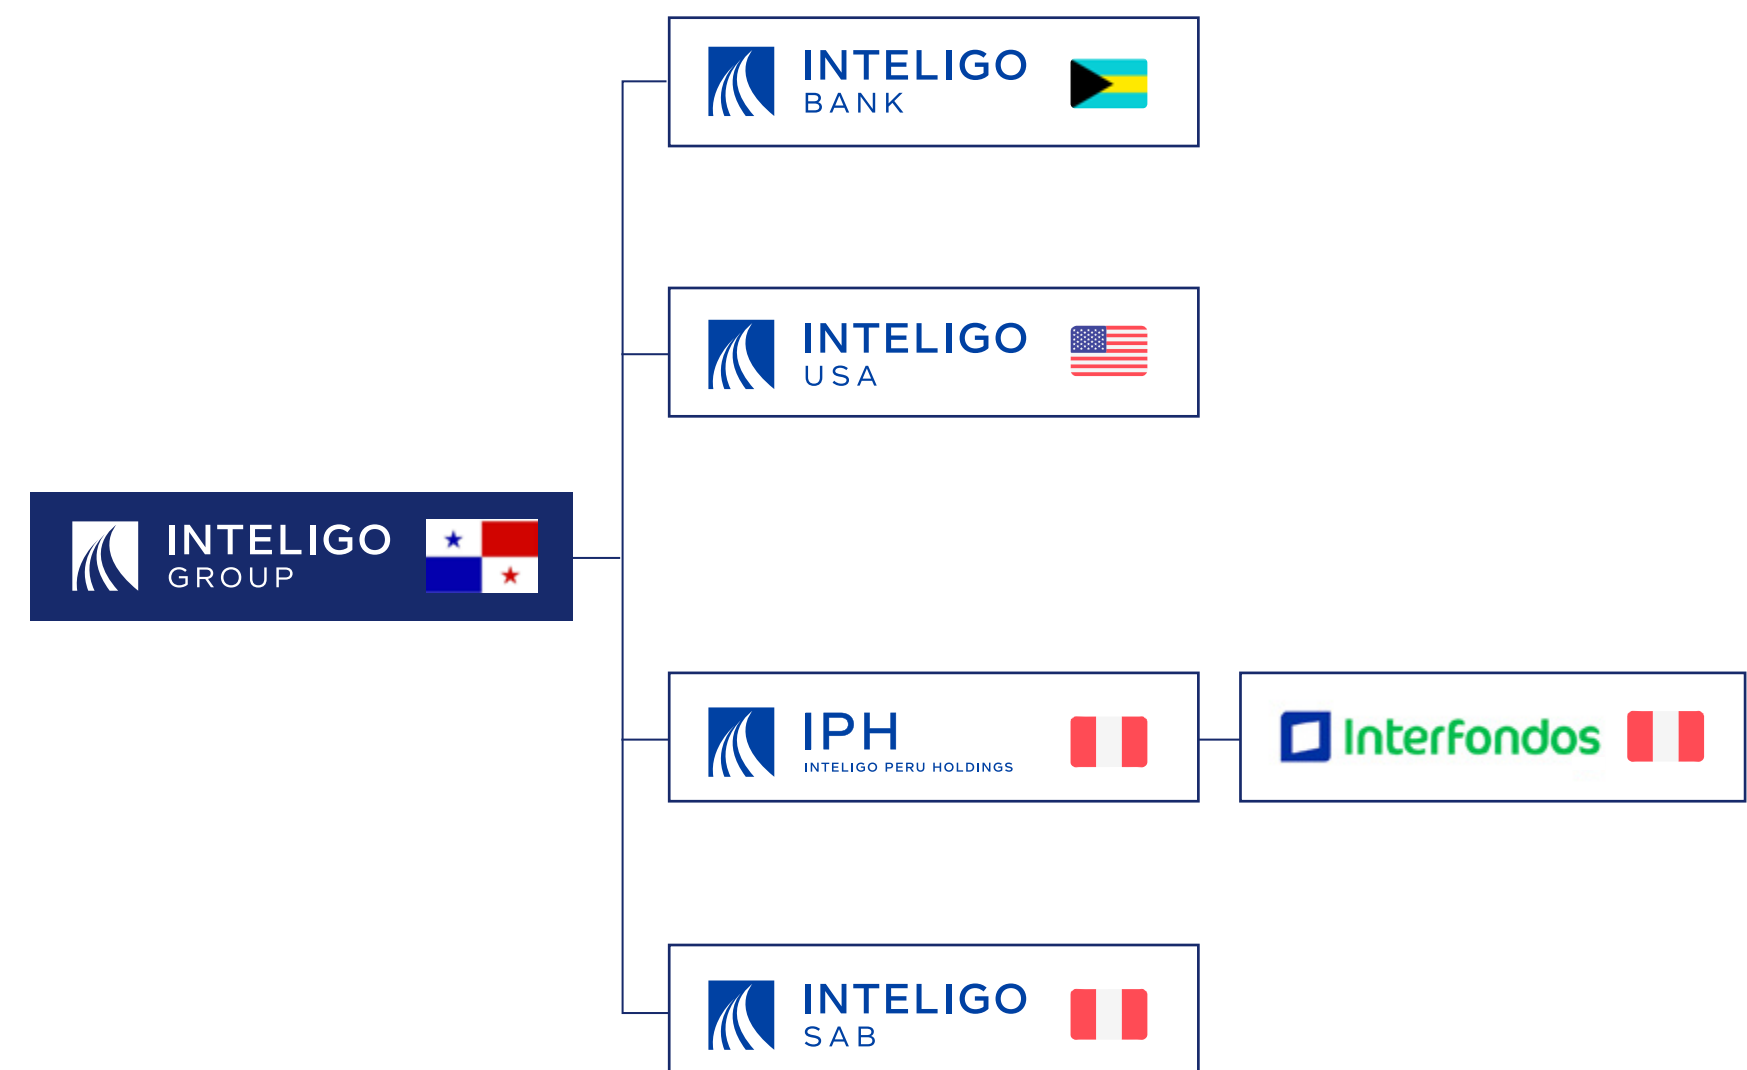 INTELIGO
BANK
INTELIGO
USA
INTELIGO
GROUP
IPH
INTELIGO PERU HOLDINGS
Interfondos
INTELIGO
SAB